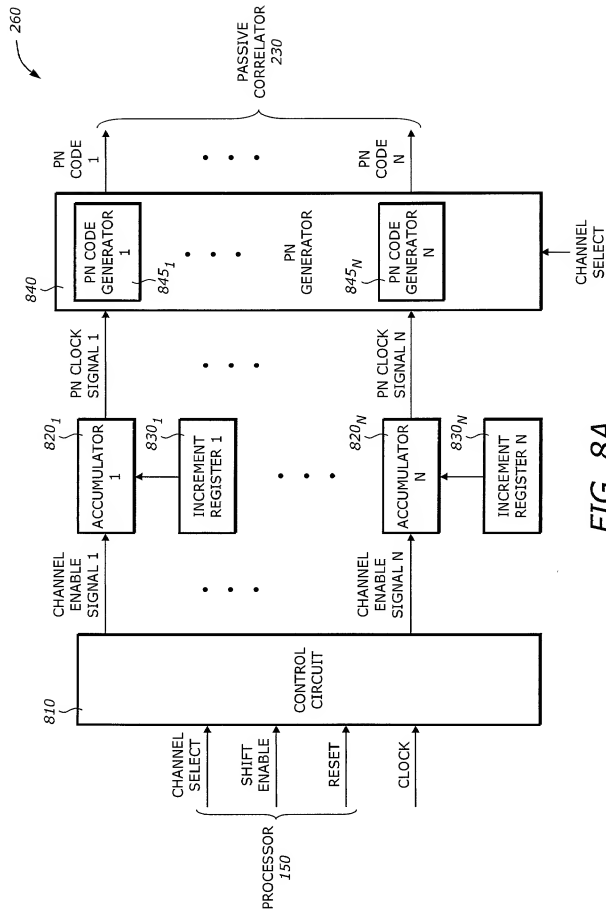 260
PROCESSOR
150
CHANNEL
SELECT
SHIFT
ENABLE
RESET
CLOCK
810
CONTROL
CIRCUIT
CHANNEL
ENABLE
SIGNAL 1
• • •
CHANNEL
ENABLE
SIGNAL N
820₁
ACCUMULATOR
1
830₁
INCREMENT
REGISTER 1
• • •
820N
ACCUMULATOR
N
830N
INCREMENT
REGISTER N
PN CLOCK
SIGNAL 1
• • •
PN CLOCK
SIGNAL N
840
PN CODE
GENERATOR
1
845₁
• • •
PN
GENERATOR
845N
PN CODE
GENERATOR
N
CHANNEL
SELECT
PN
CODE
1
• • •
PN
CODE
N
PASSIVE
CORRELATOR
230
FIG. 8A